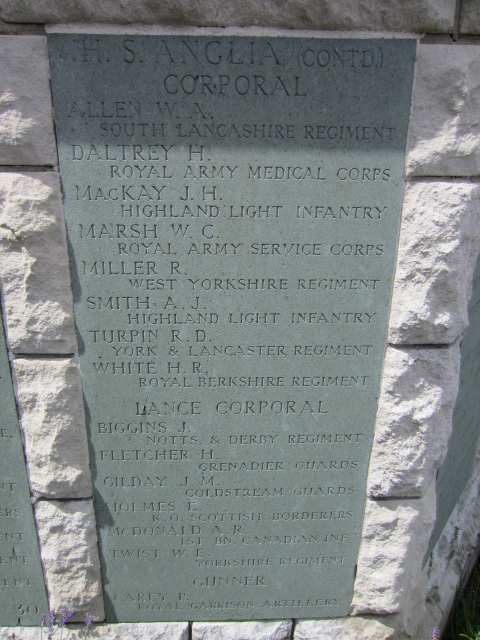 H. S. ANGLIA (CONTD.)
CORPORAL
ALLEN W. A.
SOUTH LANCASHIRE REGIMENT
DALTREY H.
ROYAL ARMY MEDICAL CORPS
MACKAY J. H.
HIGHLAND LIGHT INFANTRY
MARSH W. C.
ROYAL ARMY SERVICE CORPS
MILLER R.
WEST YORKSHIRE REGIMENT
SMITH A. J.
HIGHLAND LIGHT INFANTRY
TURPIN R. D.
YORK & LANCASTER REGIMENT
WHITE H. R.
ROYAL BERKSHIRE REGIMENT
LANCE CORPORAL
BIGGINS J.
NOTTS. & DERBY REGIMENT
FLETCHER H.
GRENADIER GUARDS
GILDAY J. M.
COLDSTREAM GUARDS
HOLMES E.
K. O. SCOTTISH BORDERERS
MCDONALD A. R.
1ST. BN. CANADIAN INF.
TWIST W. E.
YORKSHIRE REGIMENT
GUNNER
CAREY P.
ROYAL GARRISON ARTILLERY